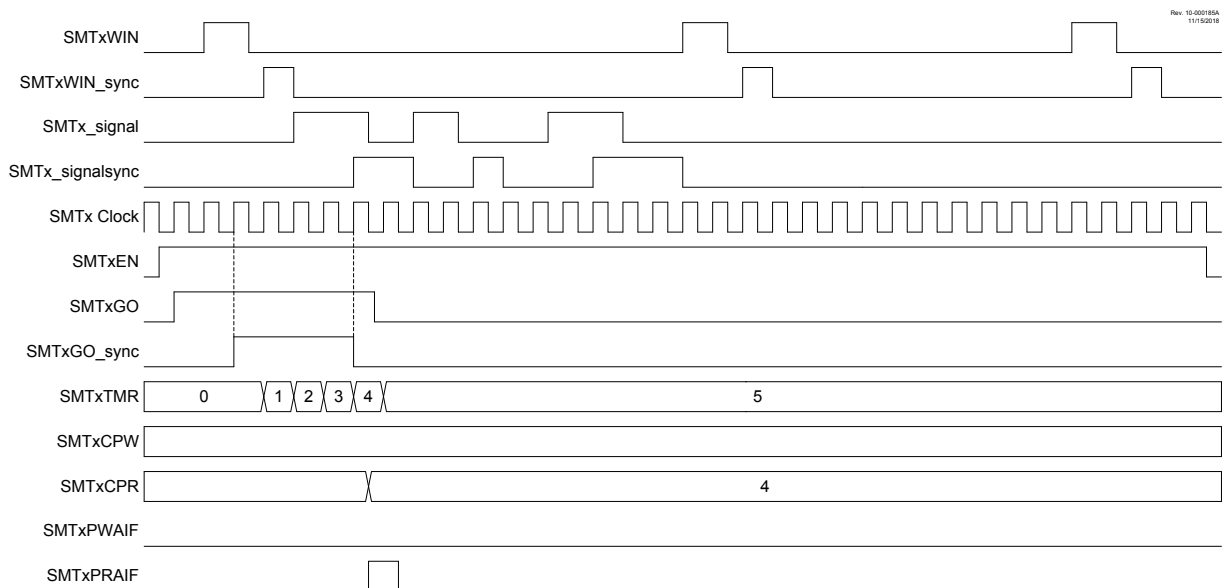 Rev. 10-000185A
11/15/2018
SMTxWIN
SMTxWIN_sync
SMTx_signal
SMTx_signalsync
SMTx Clock
SMTxEN
SMTxGO
SMTxGO_sync
SMTxTMR 0 1 2 3 4 5
SMTxCPW
SMTxCPR 4
SMTxPWAIF
SMTxPRAIF